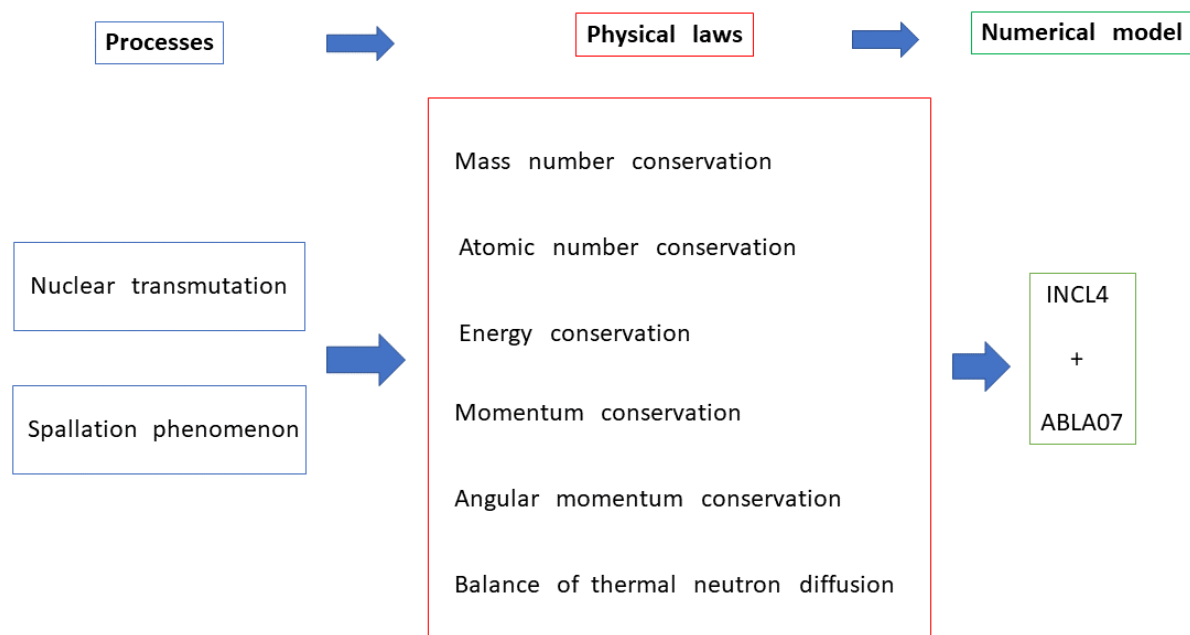 Processes
Physical laws
Numerical model
Nuclear transmutation
Spallation phenomenon
Mass number conservation
Atomic number conservation
Energy conservation
Momentum conservation
Angular momentum conservation
Balance of thermal neutron diffusion
INCL4
+
ABLA07